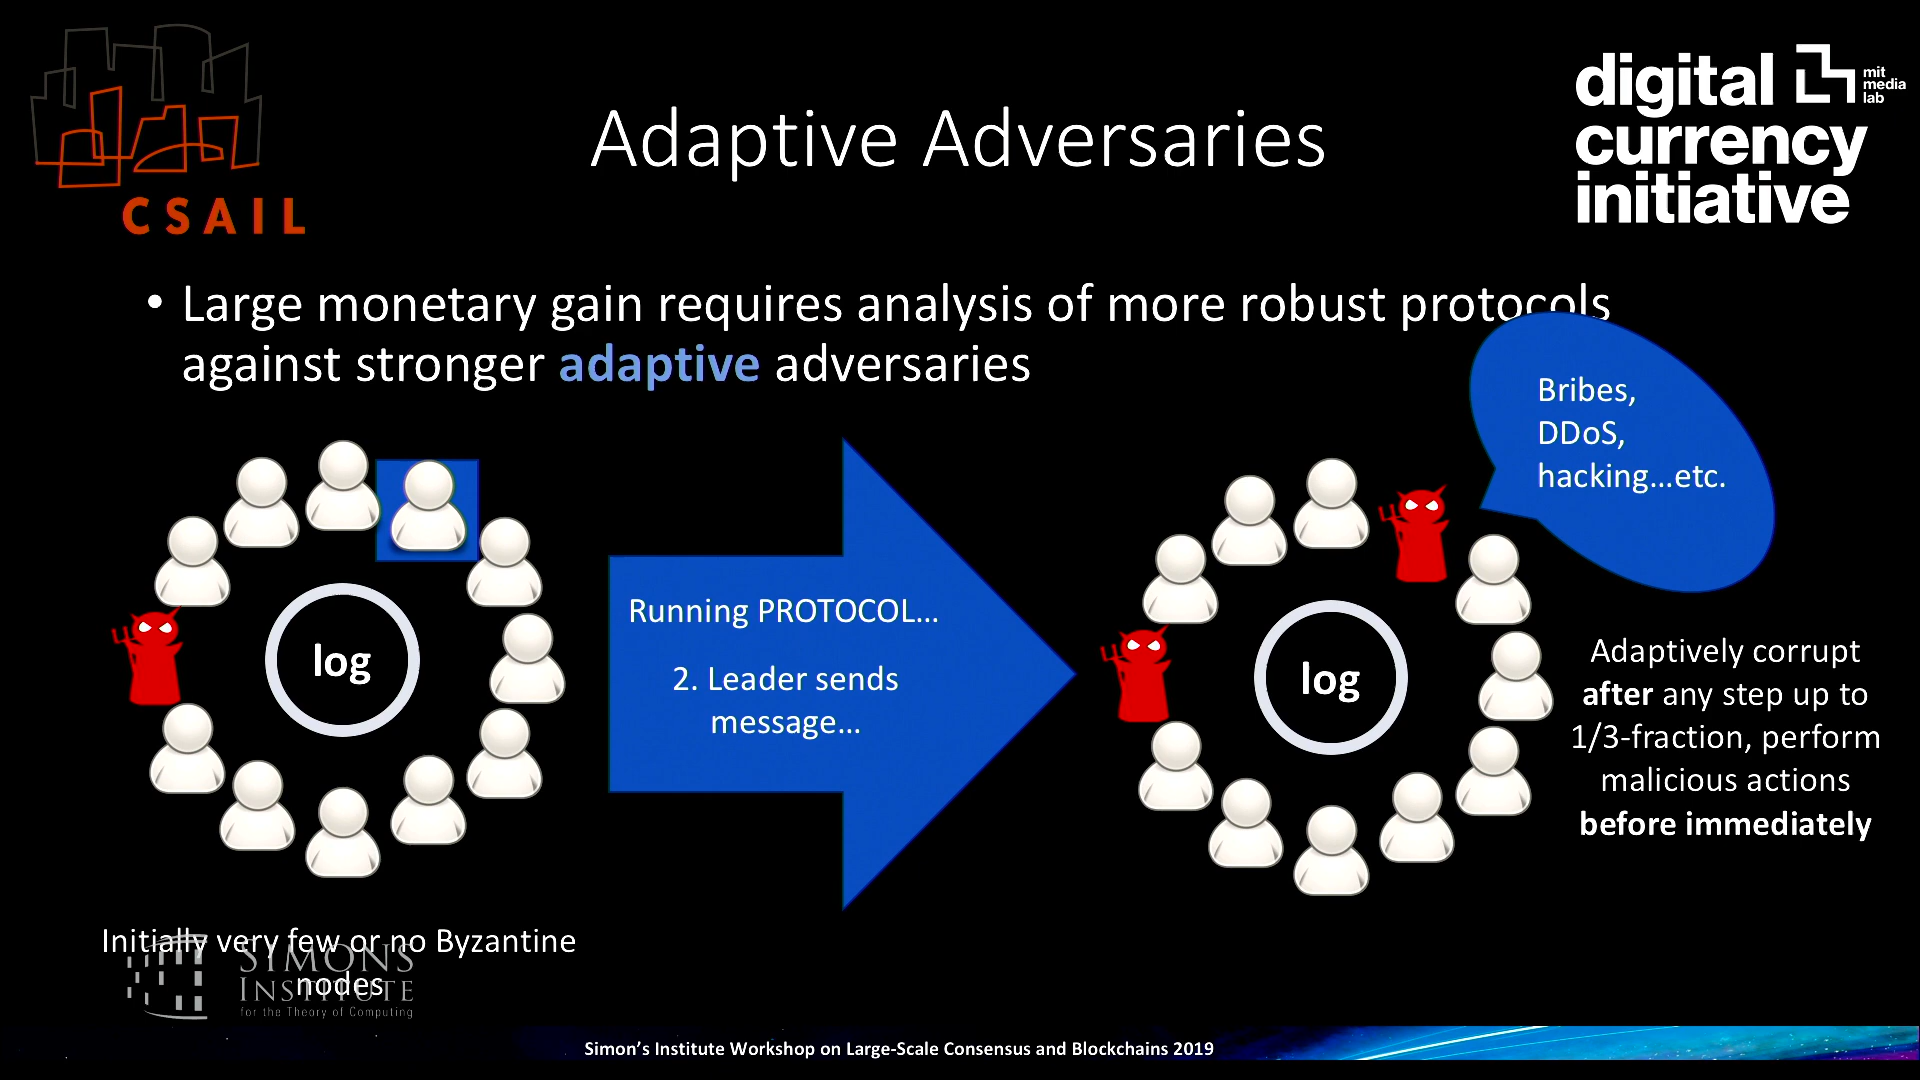 CSAIL
Adaptive Adversaries
digital
currency
initiative
mit
media
lab
• Large monetary gain requires analysis of more robust protocols
against stronger adaptive adversaries
Bribes,
DDoS,
hacking...etc.
log
Running PROTOCOL...
2. Leader sends
message...
log
Adaptively corrupt
after any step up to
1/3-fraction, perform
malicious actions
before immediately
Initially very few or no Byzantine
nodes
SIMONS
INSTITUTE
for the Theory of Computing
Simon's Institute Workshop on Large-Scale Consensus and Blockchains 2019